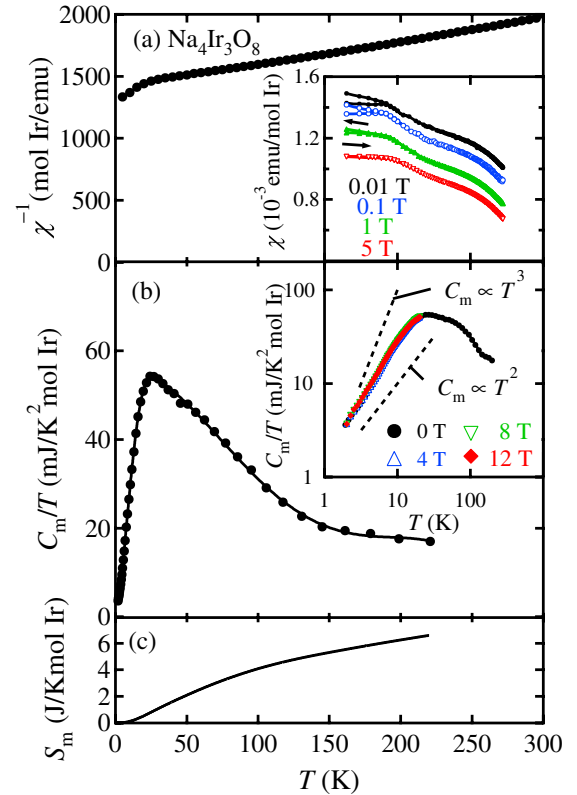 (a) Na₄Ir₃O₈
2000
1500
1000
500
0
χ⁻¹ (mol Ir/emu)
1.6
1.2
0.8
χ (10⁻³ emu/mol Ir)
0.01 T
0.1 T
1 T
5 T
(b)
60
40
20
0
Cₘ/T (mJ/K²mol Ir)
100
10
1
Cₘ/T (mJ/K²mol Ir)
Cₘ ∝ T³
Cₘ ∝ T²
0 T
8 T
4 T
12 T
1
10
100
T (K)
(c)
6
4
2
0
Sₘ (J/Kmol Ir)
0
50
100
150
200
250
300
T (K)